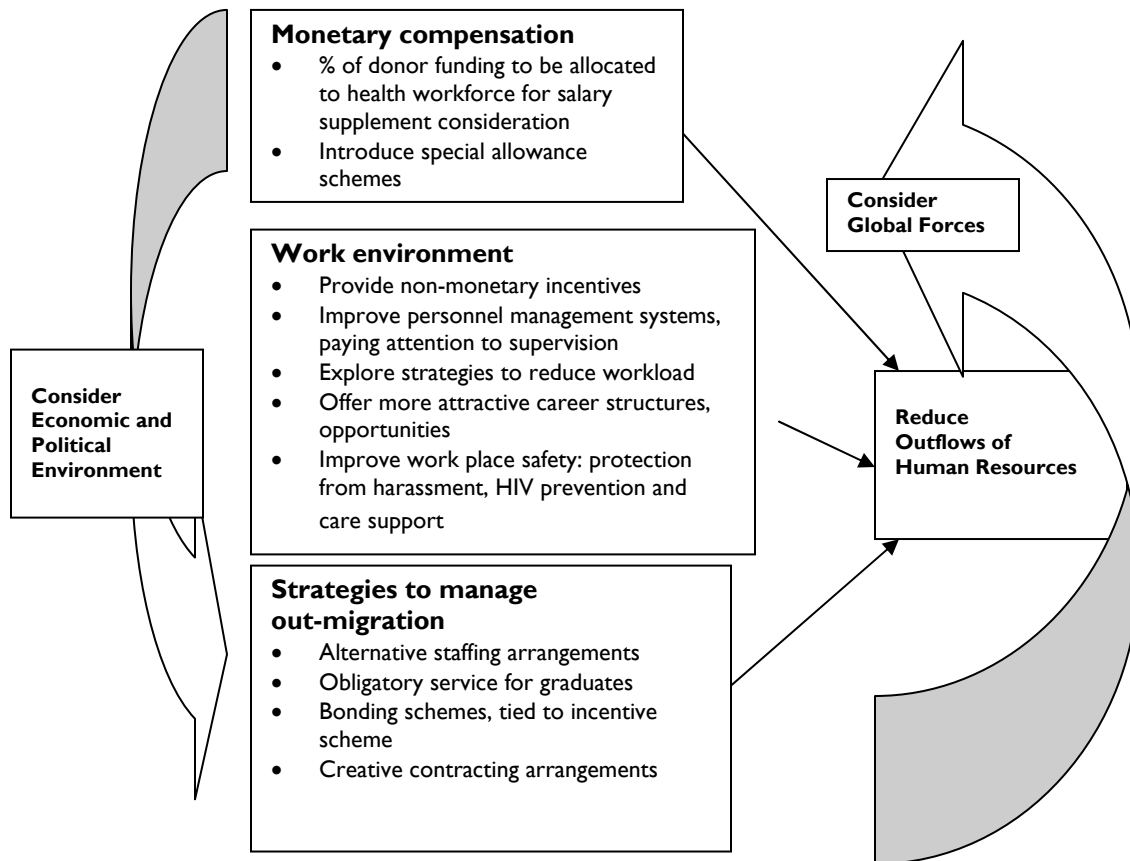 Monetary compensation
• % of donor funding to be allocated
to health workforce for salary
supplement consideration
• Introduce special allowance
schemes
Consider
Global Forces
Work environment
• Provide non-monetary incentives
• Improve personnel management systems,
paying attention to supervision
• Explore strategies to reduce workload
• Offer more attractive career structures,
opportunities
• Improve work place safety: protection
from harassment, HIV prevention and
care support
Consider
Economic and
Political
Environment
Reduce
Outflows of
Human Resources
Strategies to manage
out-migration
• Alternative staffing arrangements
• Obligatory service for graduates
• Bonding schemes, tied to incentive
scheme
• Creative contracting arrangements